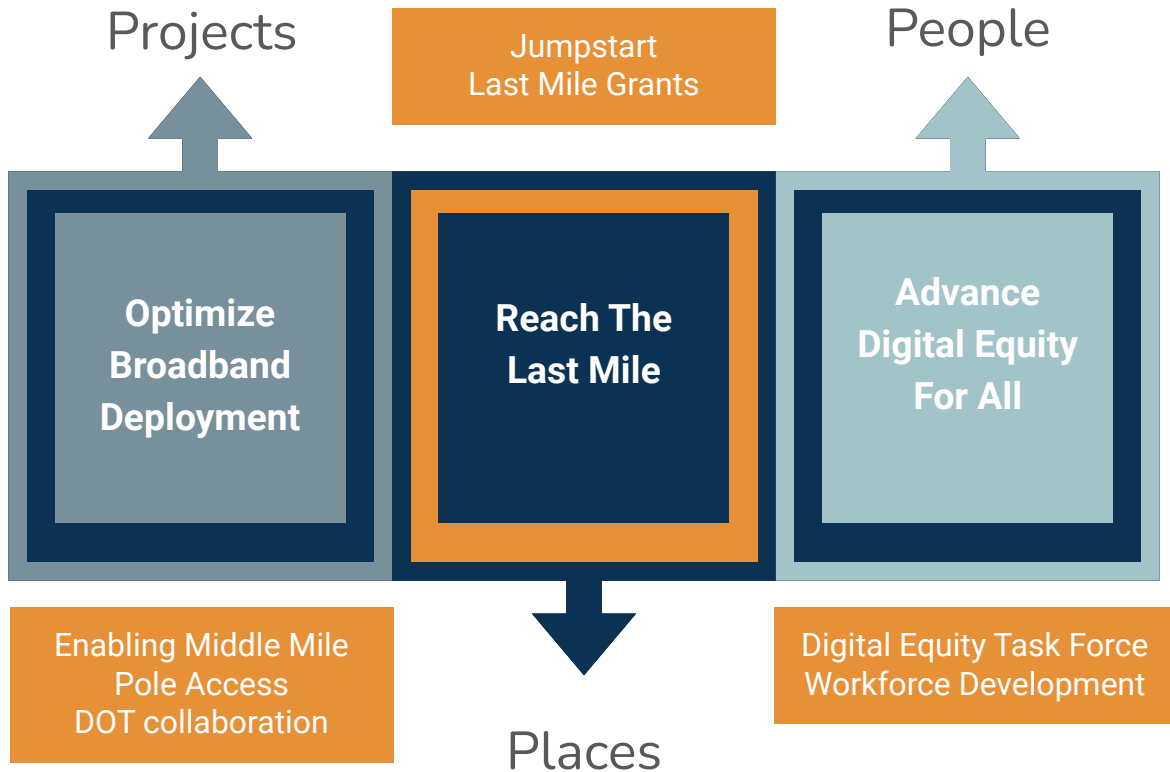 Projects
Jumpstart
Last Mile Grants
People
Optimize
Broadband
Deployment
Reach The
Last Mile
Advance
Digital Equity
For All
Enabling Middle Mile
Pole Access
DOT collaboration
Places
Digital Equity Task Force
Workforce Development